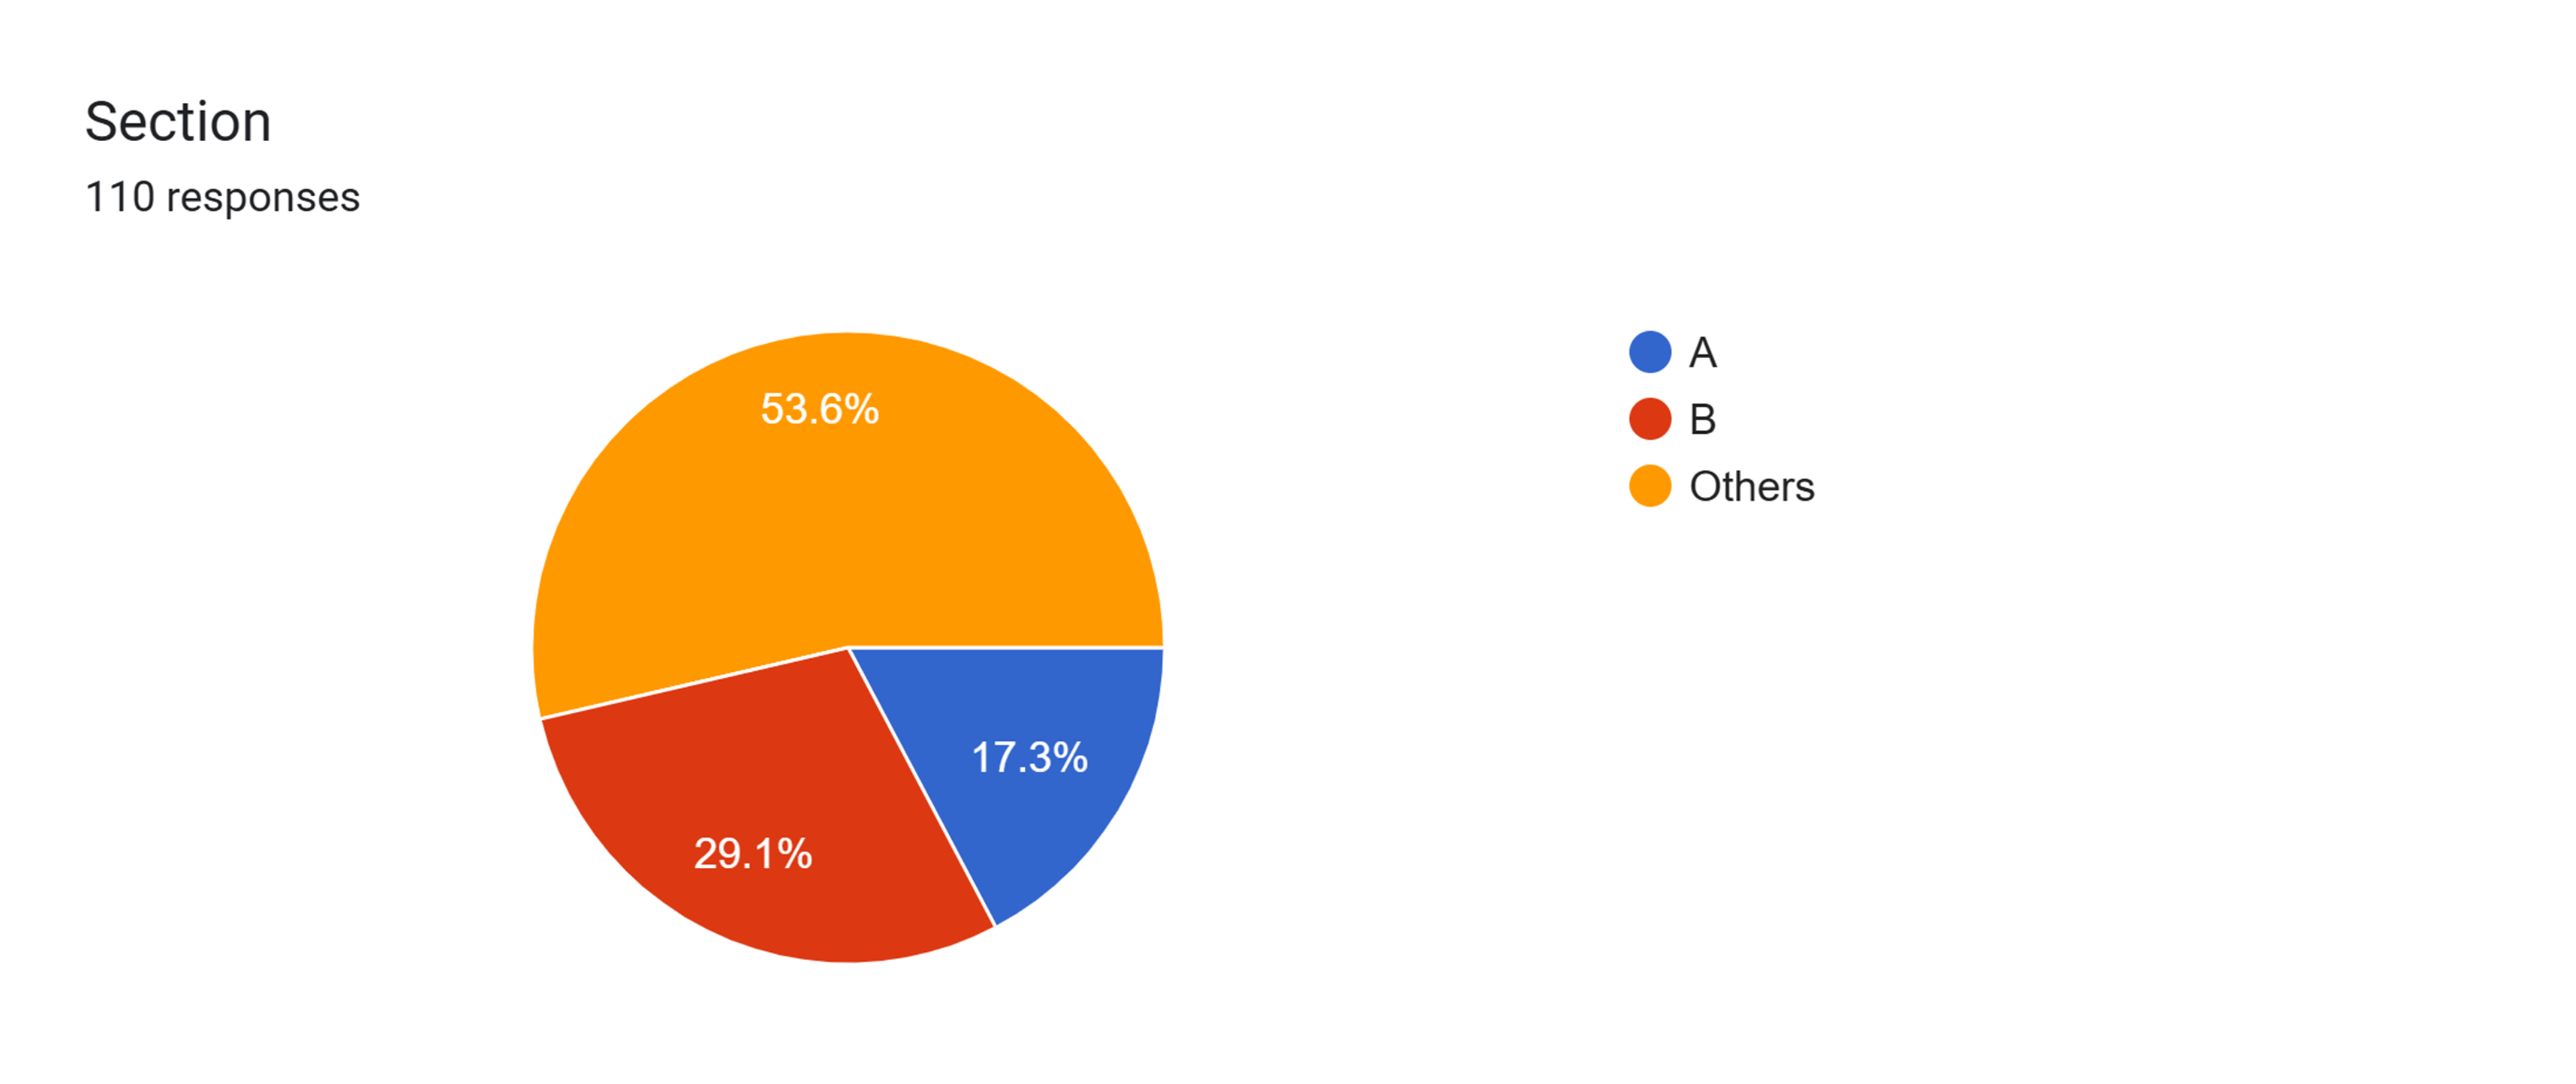 Section
110 responses
A
B
Others
53.6%
17.3%
29.1%